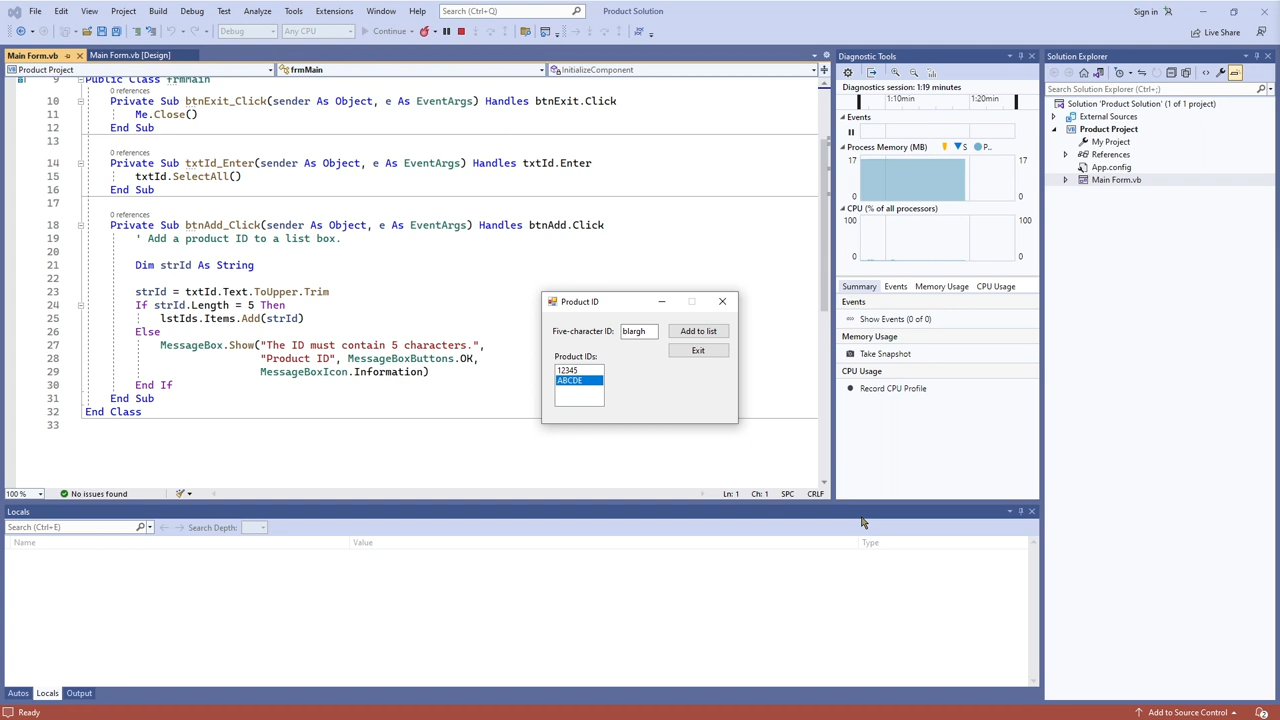 File Edit View Project Build Debug Test Analyze Tools Extensions Window Help Search (Ctrl+Q) Product Solution Sign in
Debug Any CPU Continue Live Share
Main Form.vb Main Form.vb [Design]
Product Project frmMain InitializeComponent
9 Public Class frmMain
0 references
10 Private Sub btnExit_Click(sender As Object, e As EventArgs) Handles btnExit.Click
11 Me.Close()
12 End Sub
13
0 references
14 Private Sub txtId_Enter(sender As Object, e As EventArgs) Handles txtId.Enter
15 txtId.SelectAll()
16 End Sub
17
0 references
18 Private Sub btnAdd_Click(sender As Object, e As EventArgs) Handles btnAdd.Click
19 ' Add a product ID to a list box.
20
21 Dim strId As String
22
23 strId = txtId.Text.ToUpper.Trim
24 If strId.Length = 5 Then
25 lstIds.Items.Add(strId)
26 Else
27 MessageBox.Show("The ID must contain 5 characters.",
28 "Product ID", MessageBoxButtons.OK,
29 MessageBoxIcon.Information)
30 End If
31 End Sub
32 End Class
33
100 % No issues found Ln: 1 Ch: 1 SPC CRLF
Product ID
Five-character ID: blargh Add to list
Exit
Product IDs:
12345
ABCDE
Diagnostic Tools
Diagnostics session: 1:19 minutes
1:10min 1:20min
Events
Process Memory (MB) S P..
17 17
0 0
CPU (% of all processors)
100 100
0 0
Summary Events Memory Usage CPU Usage
Events
Show Events (0 of 0)
Memory Usage
Take Snapshot
CPU Usage
Record CPU Profile
Solution Explorer
Search Solution Explorer (Ctrl+;)
Solution 'Product Solution' (1 of 1 project)
External Sources
Product Project
My Project
References
App.config
Main Form.vb
Locals
Search (Ctrl+E) Search Depth:
Name Value Type
Autos Locals Output
Ready Add to Source Control 2